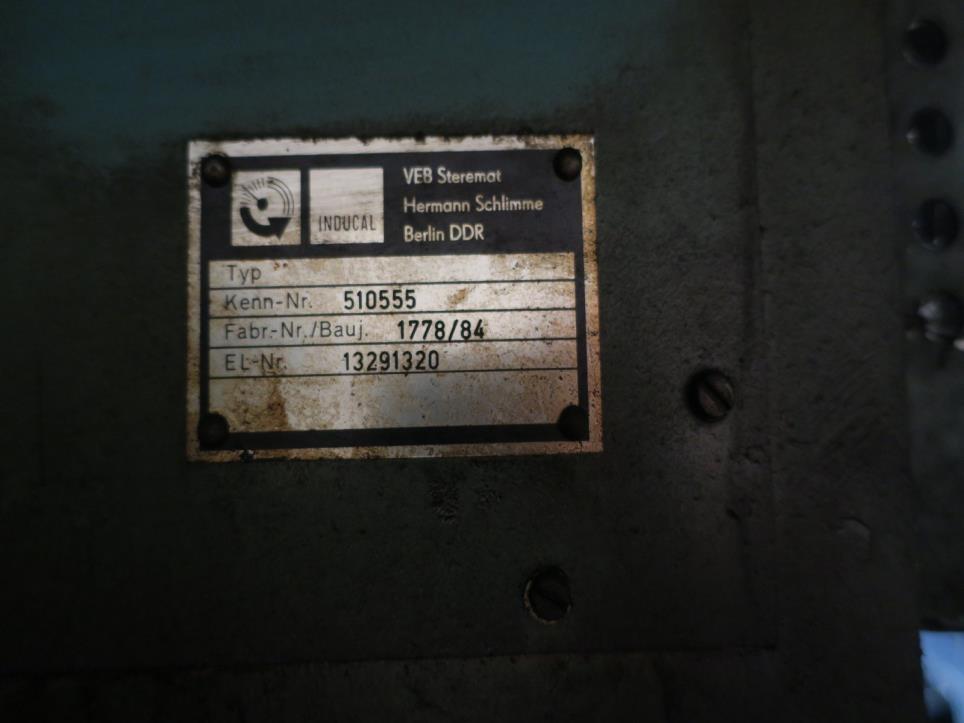 INDUCAL
VEB Steremat
Hermann Schlimme
Berlin DDR
Typ
Kenn-Nr. 510555
Fabr.-Nr./Bauj. 1778/84
EL-Nr. 13291320